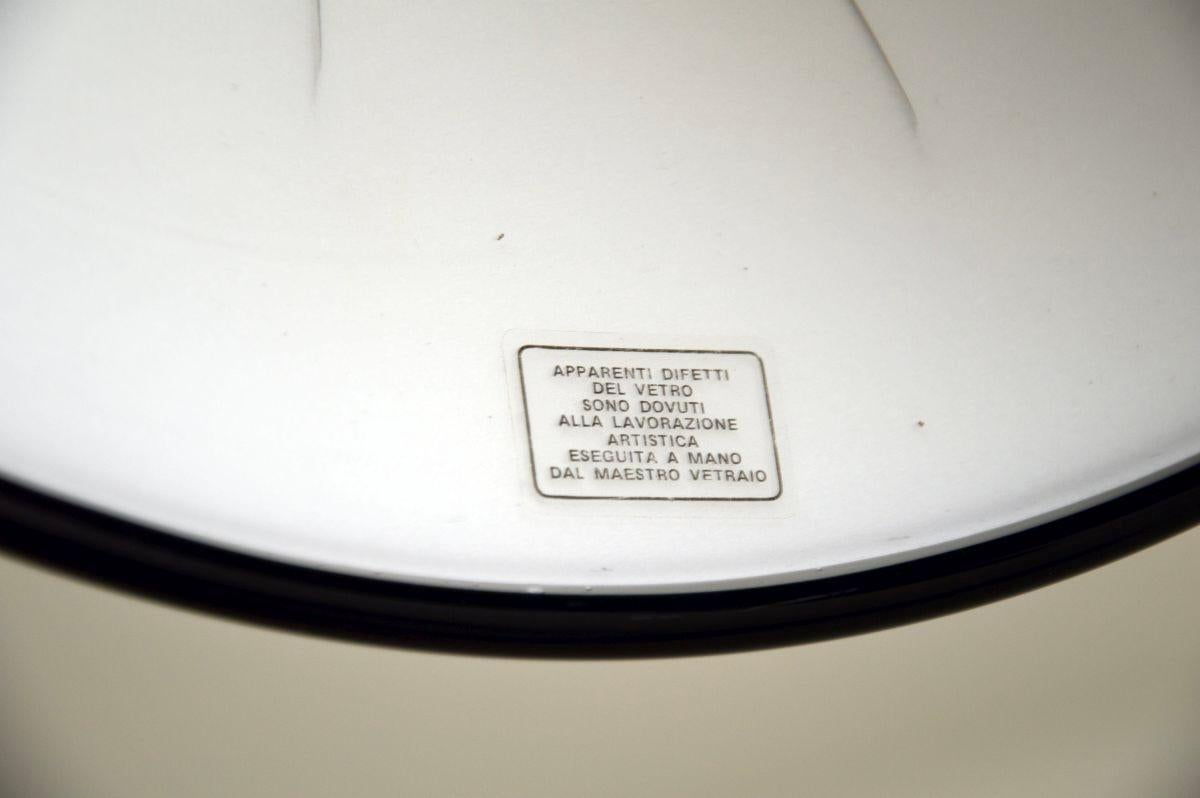 APPARENTI DIFETTI
DEL VETRO
SONO DOVUTI
ALLA LAVORAZIONE
ARTISTICA
ESEGUITA A MANO
DAL MAESTRO VETRAIO